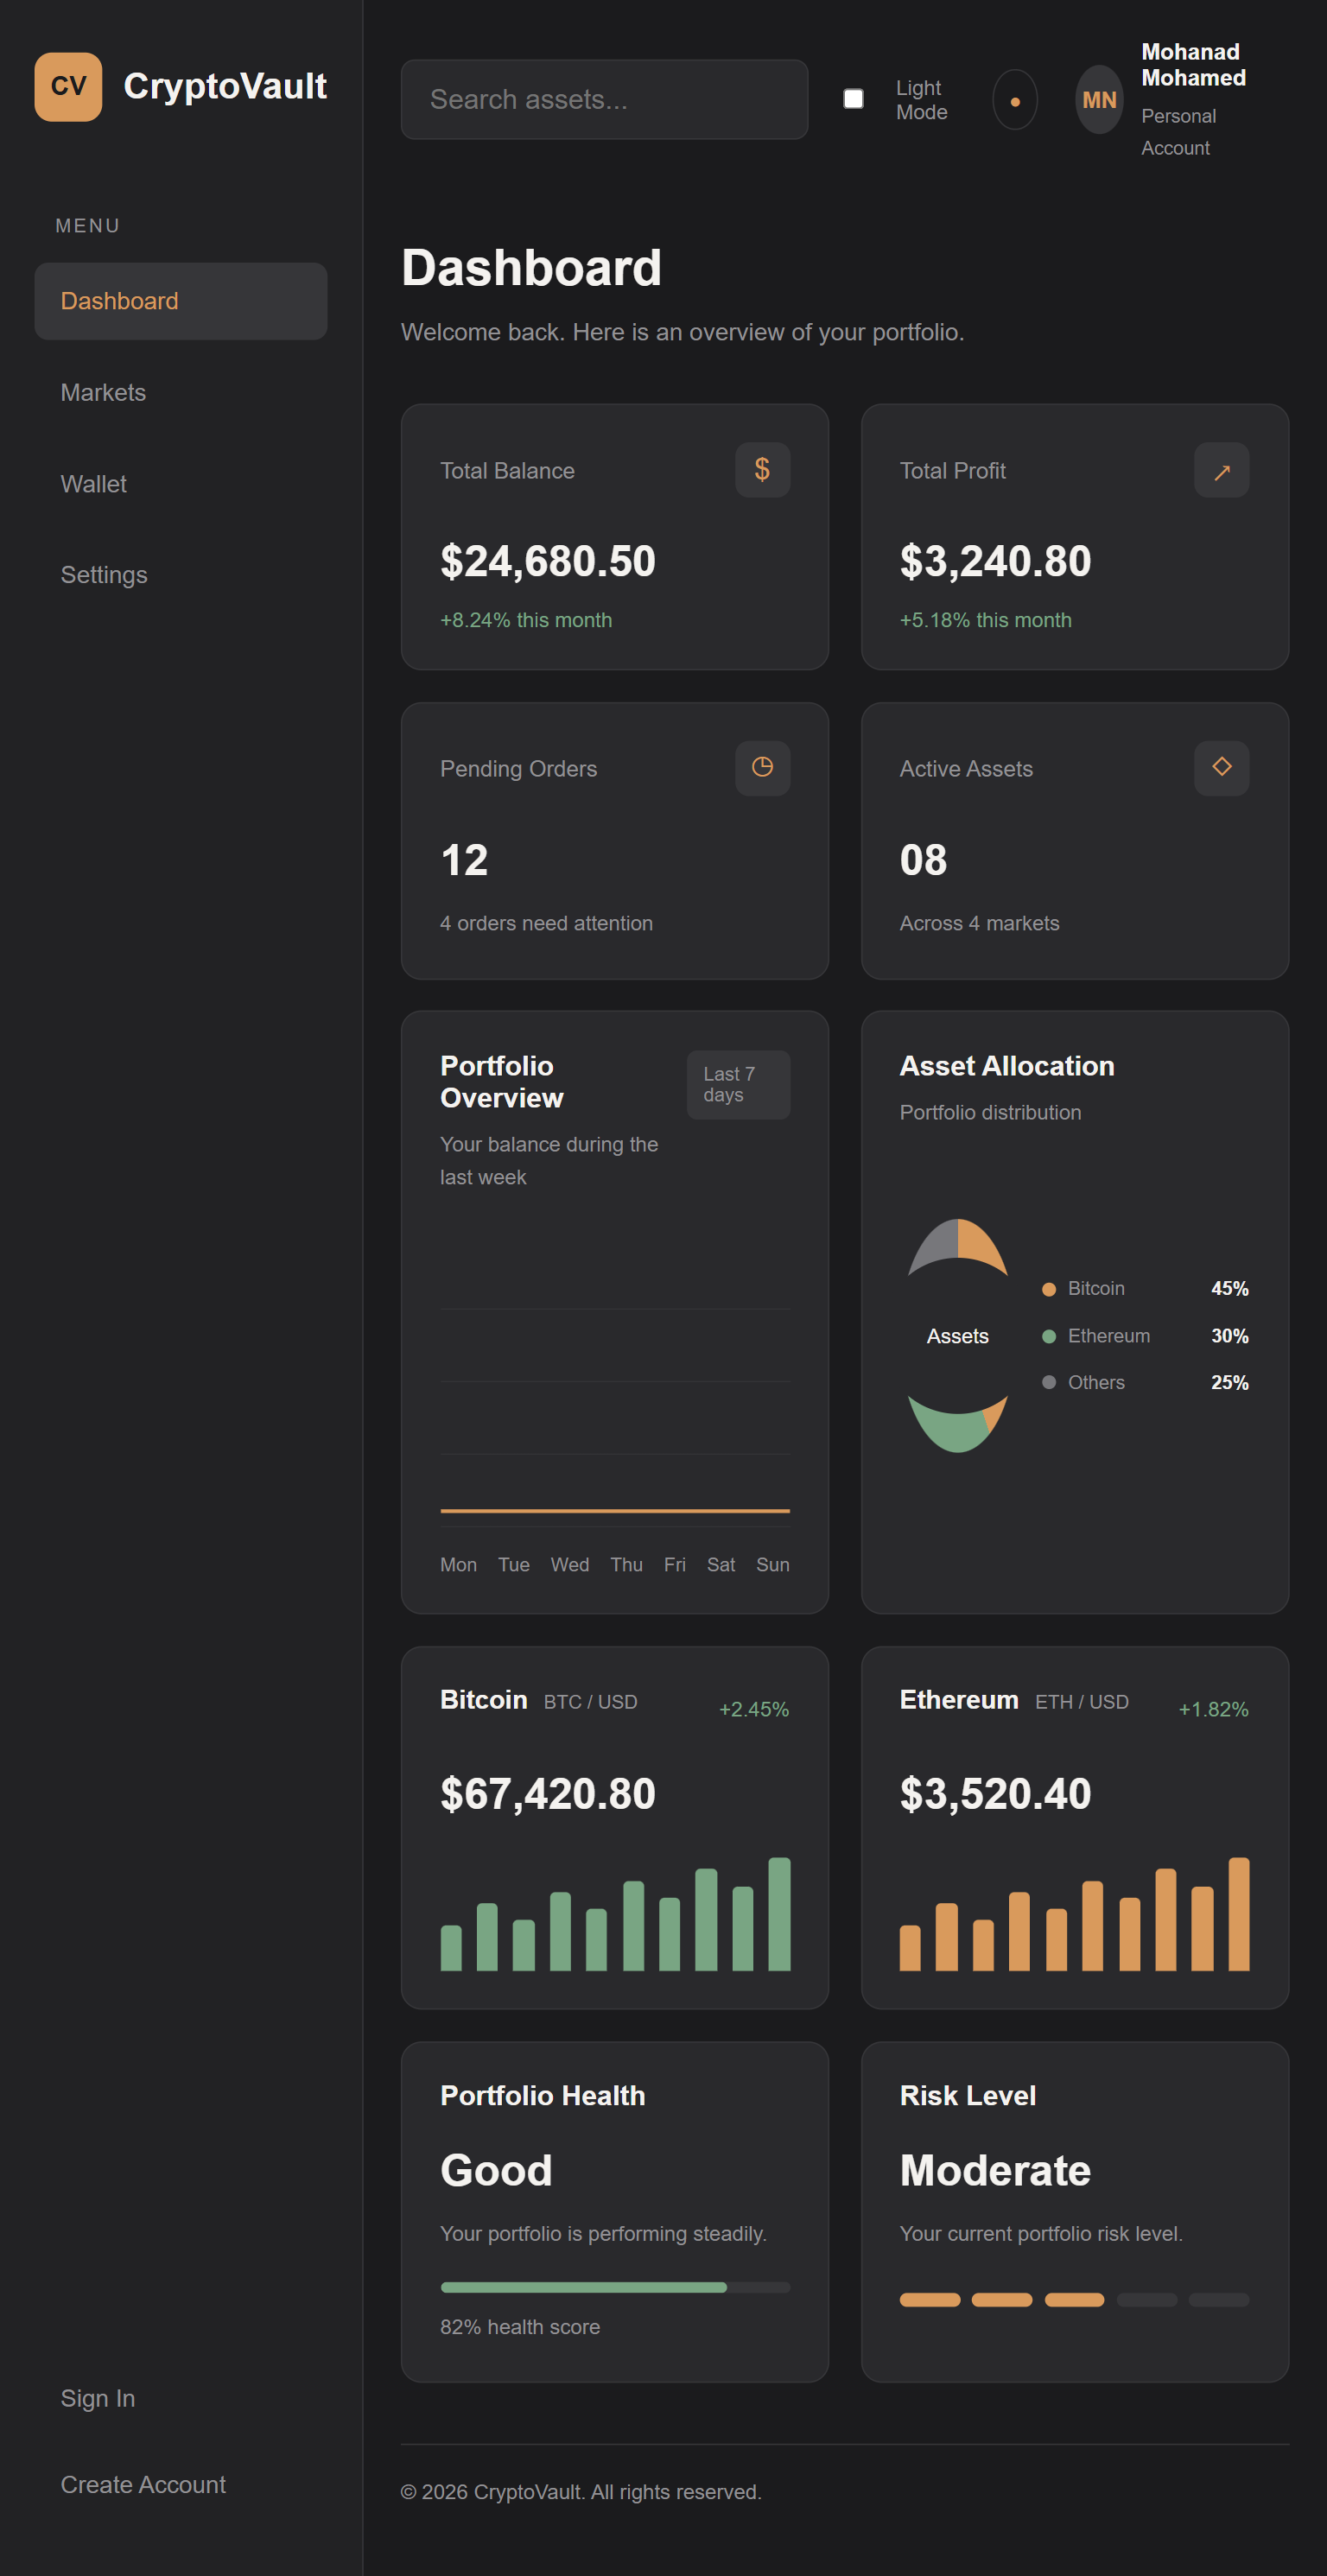 CV
CryptoVault
MENU
Dashboard
Markets
Wallet
Settings
Sign In
Create Account
Search assets...
Light
Mode
MN
Mohanad
Mohamed
Personal
Account
Dashboard
Welcome back. Here is an overview of your portfolio.
Total Balance
$
$24,680.50
+8.24% this month
Total Profit
↗
$3,240.80
+5.18% this month
Pending Orders
◷
12
4 orders need attention
Active Assets
◇
08
Across 4 markets
Portfolio
Overview
Last 7
days
Your balance during the
last week
Mon Tue Wed Thu Fri Sat Sun
Asset Allocation
Portfolio distribution
Assets
Bitcoin 45%
Ethereum 30%
Others 25%
Bitcoin BTC / USD +2.45%
$67,420.80
Ethereum ETH / USD +1.82%
$3,520.40
Portfolio Health
Good
Your portfolio is performing steadily.
82% health score
Risk Level
Moderate
Your current portfolio risk level.
© 2026 CryptoVault. All rights reserved.